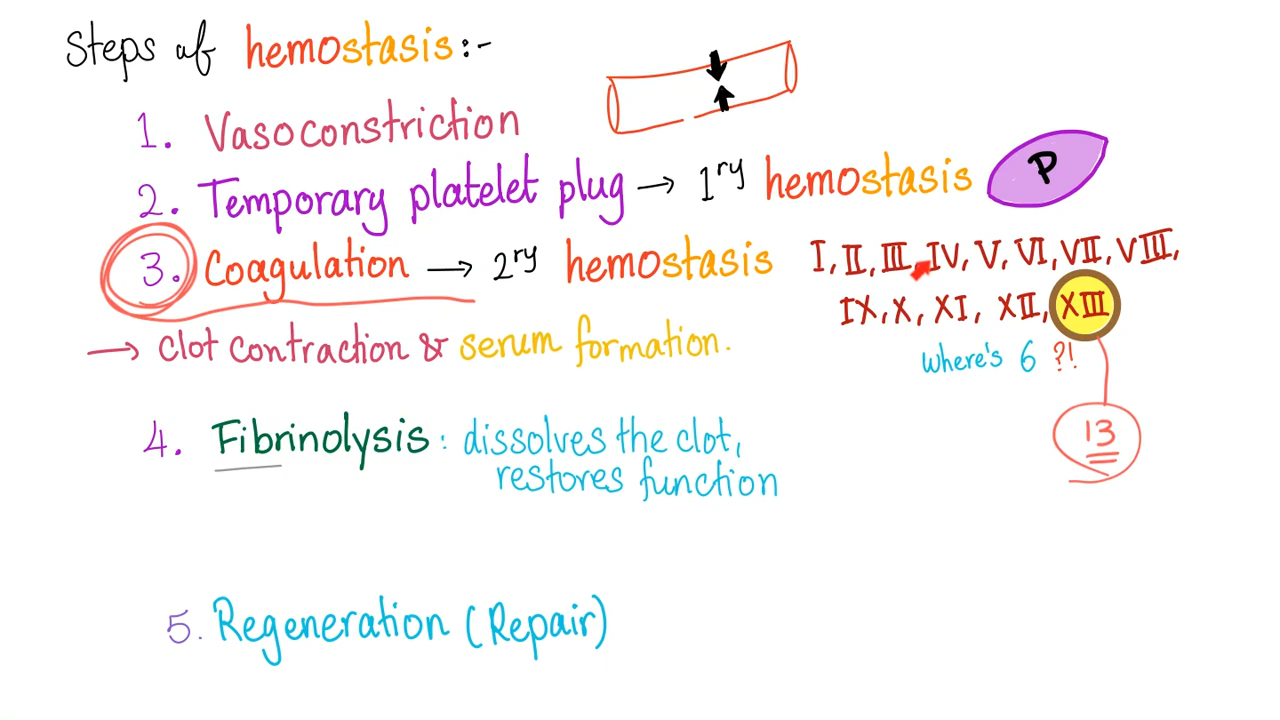 Steps of hemostasis:-
1. Vasoconstriction
2. Temporary platelet plug → 1ry hemostasis P
3. Coagulation → 2ry hemostasis I, II, III, IV, V, VI, VII, VIII,
IX, X, XI, XII, XIII
→ Clot contraction & serum formation.
Where's 6 ?!
13
4. Fibrinolysis: dissolves the clot,
restores function
5. Regeneration (Repair)